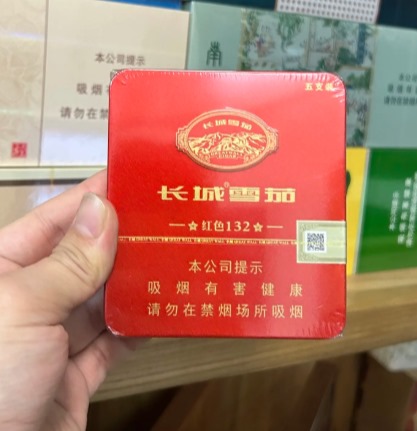 本公司提示
吸烟
请勿在禁
五支装
长城雪茄
GREATWALL
长城®雪茄
☆ 红色132 ☆
本公司提示
吸烟有害健康
请勿在禁烟场所吸烟